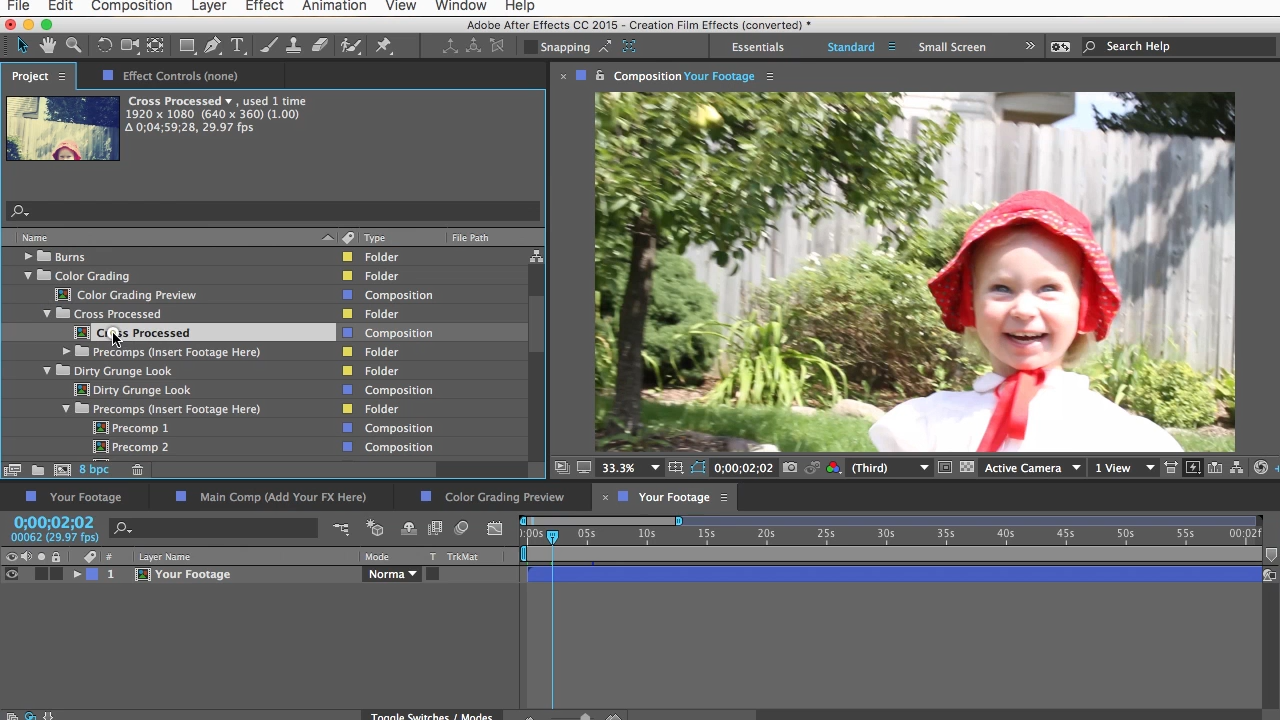 File Edit Composition Layer Effect Animation View Window Help
Adobe After Effects CC 2015 - Creation Film Effects (converted) *
T Snapping Essentials Standard Small Screen » Search Help
Project Effect Controls (none)
× Composition Your Footage
Cross Processed , used 1 time
1920 x 1080 (640 x 360) (1.00)
Δ 0;04;59;28, 29.97 fps
Name Type File Path
Burns Folder
Color Grading Folder
Color Grading Preview Composition
Cross Processed Folder
Cross Processed Composition
Precomps (Insert Footage Here) Folder
Dirty Grunge Look Folder
Dirty Grunge Look Composition
Precomps (Insert Footage Here) Folder
Precomp 1 Composition
Precomp 2 Composition
8 bpc
33.3% 0;00;02;02 (Third) Active Camera 1 View
Your Footage Main Comp (Add Your FX Here) Color Grading Preview × Your Footage
0;00;02;02
00062 (29.97 fps)
):00s 05s 10s 15s 20s 25s 30s 35s 40s 45s 50s 55s 00:02f
# Layer Name Mode T TrkMat
1 Your Footage Norma
Toggle Switches / Modes